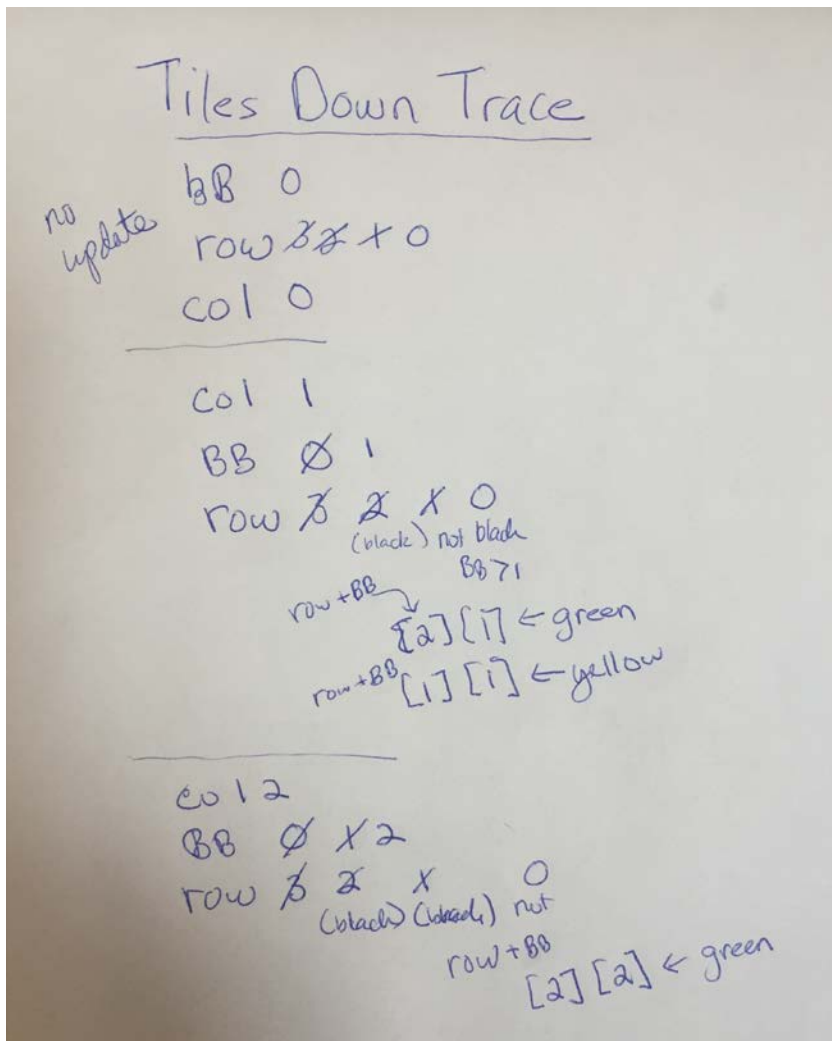 Tiles Down Trace
BB 0
no update
row 3 2 1 0
col 0
col 1
BB 0 1
row 3 2 1 0
(black) not black
BB>1
row+BB
[2][1] ← green
row+BB [1][1] ← yellow
col 2
BB 0 1 2
row 3 2 1 0
(black) (black) not
row+BB
[2][2] ← green